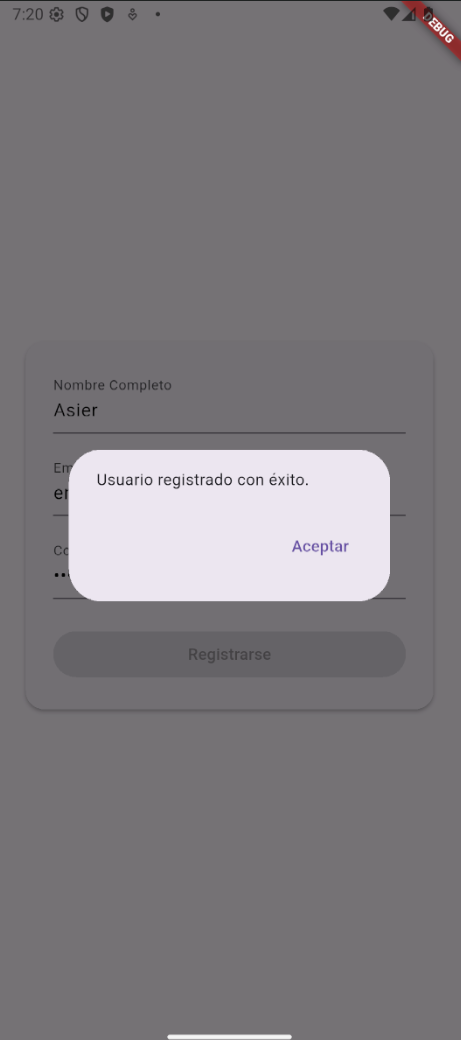 7:20
DEBUG
Nombre Completo
Asier
Usuario registrado con éxito.
Aceptar
Registrarse